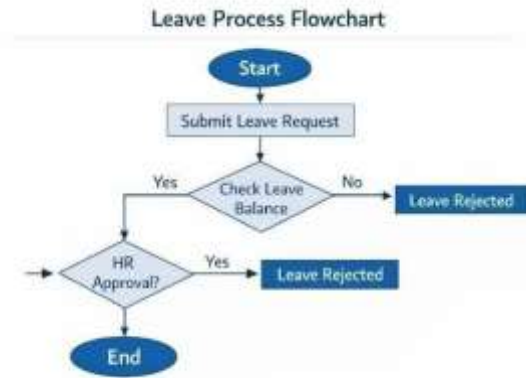 Leave Process Flowchart
Start
Submit Leave Request
Yes
Check Leave
Balance
No
Leave Rejected
HR
Approval?
Yes
Leave Rejected
End